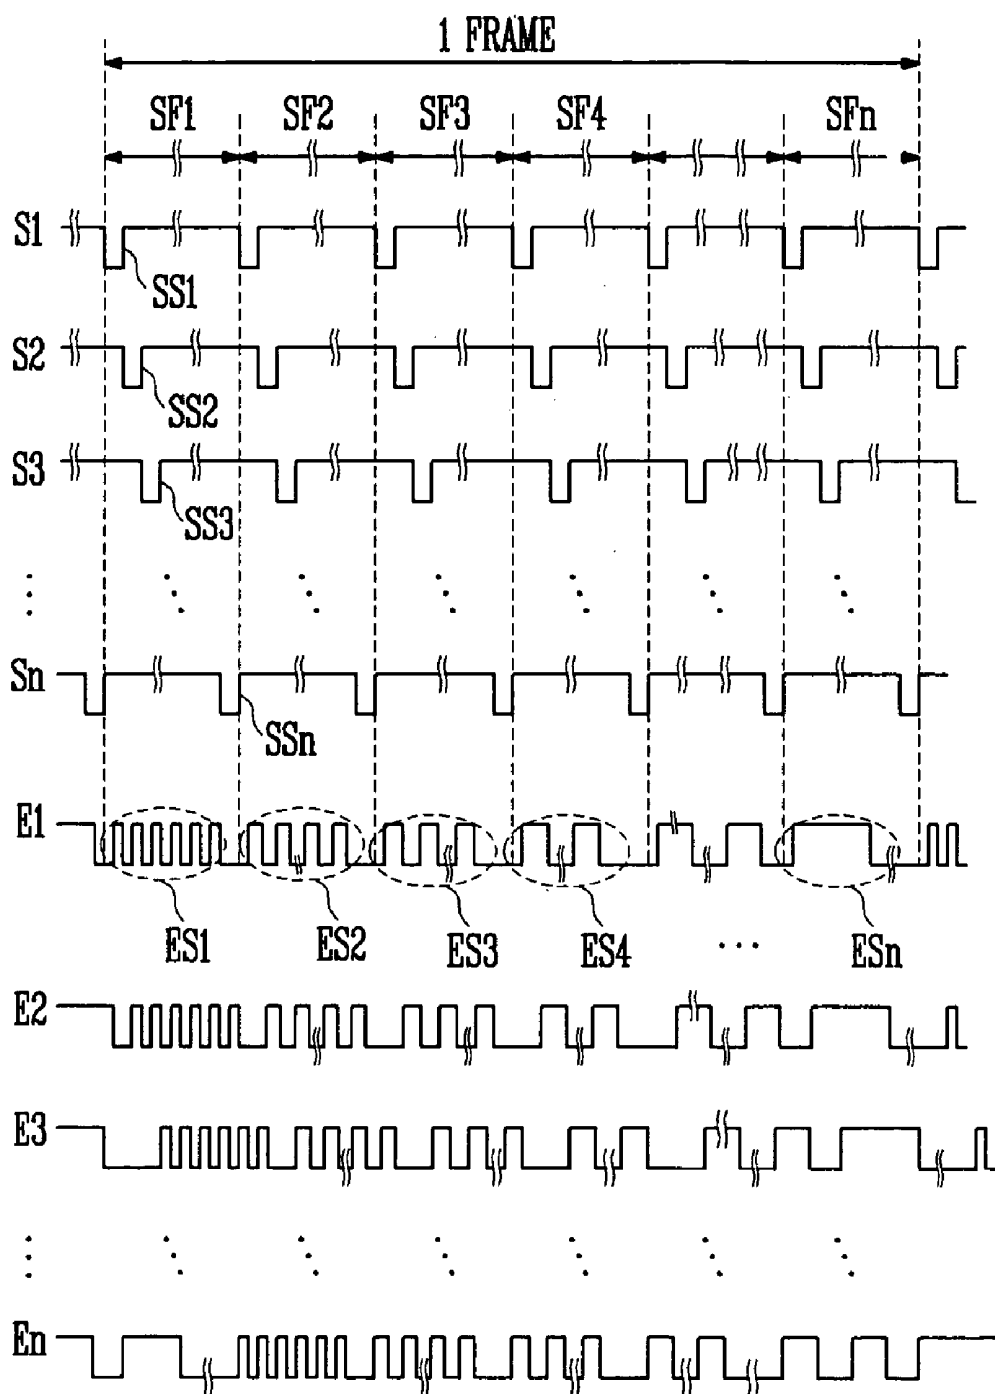 1 FRAME
SF1 SF2 SF3 SF4 SFn
S1
SS1
S2
SS2
S3
SS3
Sn
SSn
E1
ES1 ES2 ES3 ES4 ESn
E2
E3
En